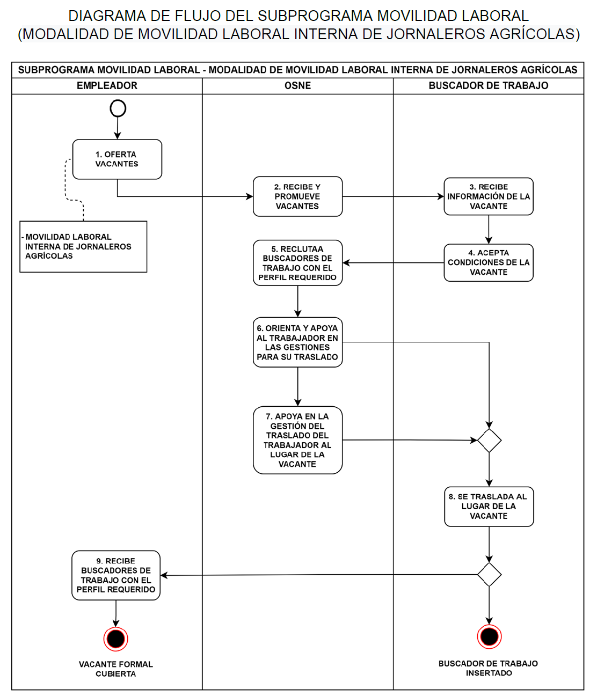 DIAGRAMA DE FLUJO DEL SUBPROGRAMA MOVILIDAD LABORAL
(MODALIDAD DE MOVILIDAD LABORAL INTERNA DE JORNALEROS AGRÍCOLAS)
SUBPROGRAMA MOVILIDAD LABORAL - MODALIDAD DE MOVILIDAD LABORAL INTERNA DE JORNALEROS AGRÍCOLAS
EMPLEADOR
OSNE
BUSCADOR DE TRABAJO
1. OFERTA
VACANTES
2. RECIBE Y
PROMUEVE
VACANTES
3. RECIBE
INFORMACIÓN DE LA
VACANTE
- MOVILIDAD LABORAL
INTERNA DE JORNALEROS
AGRÍCOLAS
4. ACEPTA
CONDICIONES DE LA
VACANTE
5. RECLUTAA
BUSCADORES DE
TRABAJO CON EL
PERFIL REQUERIDO
6. ORIENTA Y APOYA
AL TRABAJADOR EN
LAS GESTIONES
PARA SU TRASLADO
7. APOYA EN LA
GESTIÓN DEL
TRASLADO DEL
TRABAJADOR AL
LUGAR DE LA
VACANTE
8. SE TRASLADA AL
LUGAR DE LA
VACANTE
9. RECIBE
BUSCADORES DE
TRABAJO CON EL
PERFIL REQUERIDO
VACANTE FORMAL
CUBIERTA
BUSCADOR DE TRABAJO
INSERTADO